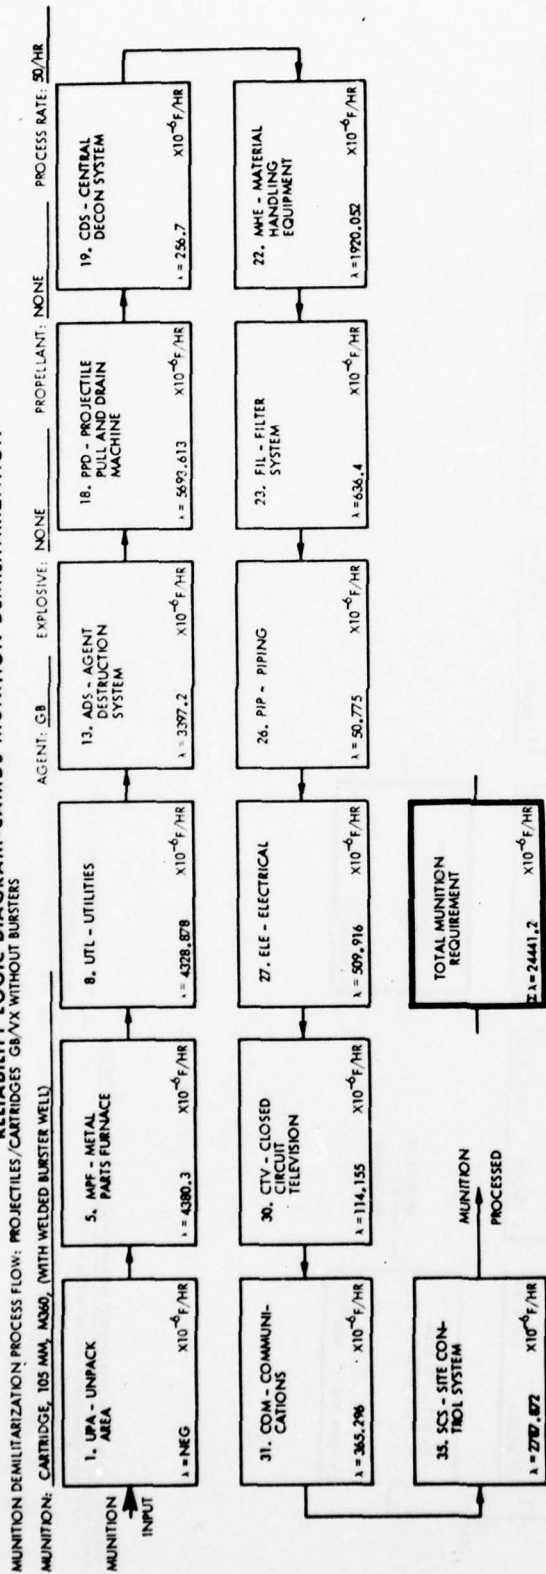 MUNITION DEMILITARIZATION PROCESS FLOW: PROJECTILES/CARTRIDGES GB/VX WITHOUT BURSTERS
MUNITION: CARTRIDGE, 105 MM, M360, (WITH WELDED BURSTER WELL)
AGENT: GB EXPLOSIVE: NONE PROPELLANT: NONE PROCESS RATE: 50/HR
MUNITION
INPUT
1. UPA - UNPACK
AREA
λ = NEG X10⁻⁶F/HR
5. MPF - METAL
PARTS FURNACE
λ = 4380.3 X10⁻⁶F/HR
8. UTL - UTILITIES
λ = 4328.878 X10⁻⁶F/HR
13. ADS - AGENT
DESTRUCTION
SYSTEM
λ = 3397.2 X10⁻⁶F/HR
18. PPD - PROJECTILE
PULL AND DRAIN
MACHINE
λ = 5693.613 X10⁻⁶F/HR
19. CDS - CENTRAL
DECON SYSTEM
λ = 256.7 X10⁻⁶F/HR
22. MHE - MATERIAL
HANDLING
EQUIPMENT
λ =1920.052 X10⁻⁶F/HR
23. FIL - FILTER
SYSTEM
λ =636.4 X10⁻⁶F/HR
26. PIP - PIPING
λ = 50.775 X10⁻⁶F/HR
27. ELE - ELECTRICAL
λ = 509.916 X10⁻⁶F/HR
30. CTV - CLOSED
CIRCUIT
TELEVISION
λ = 114.155 X10⁻⁶F/HR
31. COM - COMMUNI-
CATIONS
λ = 365.296 X10⁻⁶F/HR
35. SCS - SITE CON-
TROL SYSTEM
X10⁻⁶F/HR
MUNITION
PROCESSED
TOTAL MUNITION
REQUIREMENT
Σ λ = 24441.2 X10⁻⁶F/HR